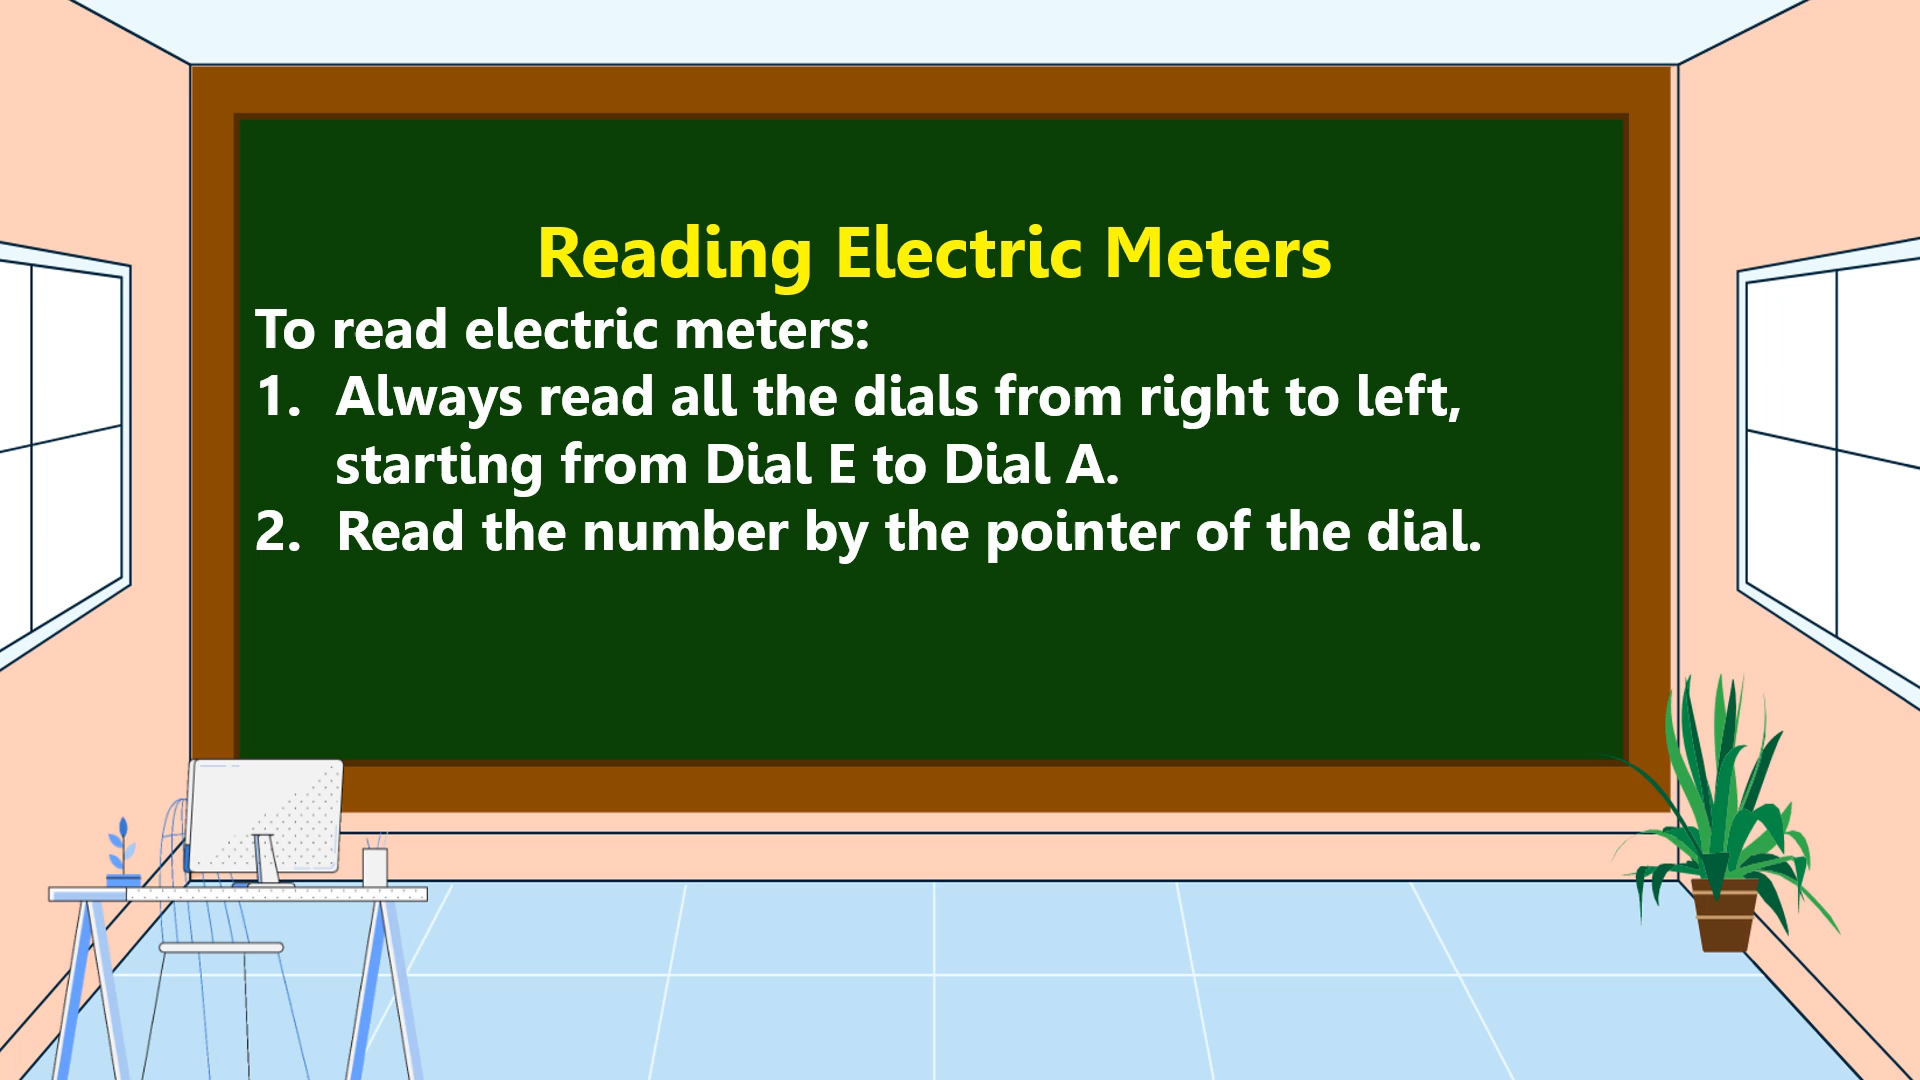 Reading Electric Meters
To read electric meters:
1. Always read all the dials from right to left,
starting from Dial E to Dial A.
2. Read the number by the pointer of the dial.